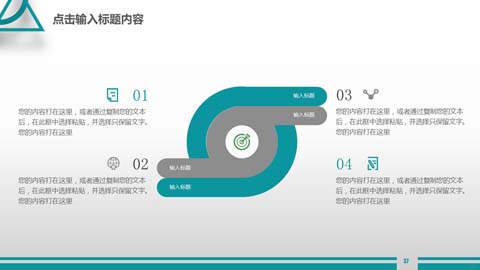 点击输入标题内容
01
您的内容打在这里，或者通过复制您的文本
后，在此框中选择粘贴，并选择只保留文字。
您的内容打在这里
02
您的内容打在这里，或者通过复制您的文本
后，在此框中选择粘贴，并选择只保留文字。
您的内容打在这里
输入标题
输入标题
输入标题
输入标题
03
您的内容打在这里，或者通过复制您的文本
后，在此框中选择粘贴，并选择只保留文字。
您的内容打在这里
04
您的内容打在这里，或者通过复制您的文本
后，在此框中选择粘贴，并选择只保留文字。
您的内容打在这里
37